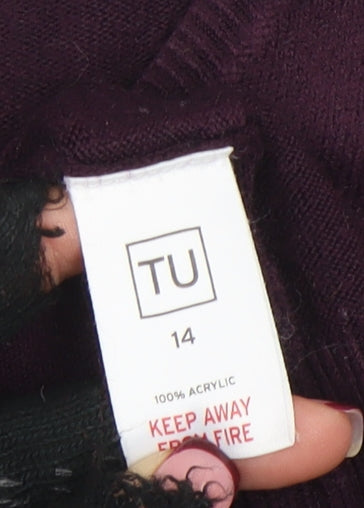 TU
14
100% ACRYLIC
KEEP AWAY
FROM FIRE